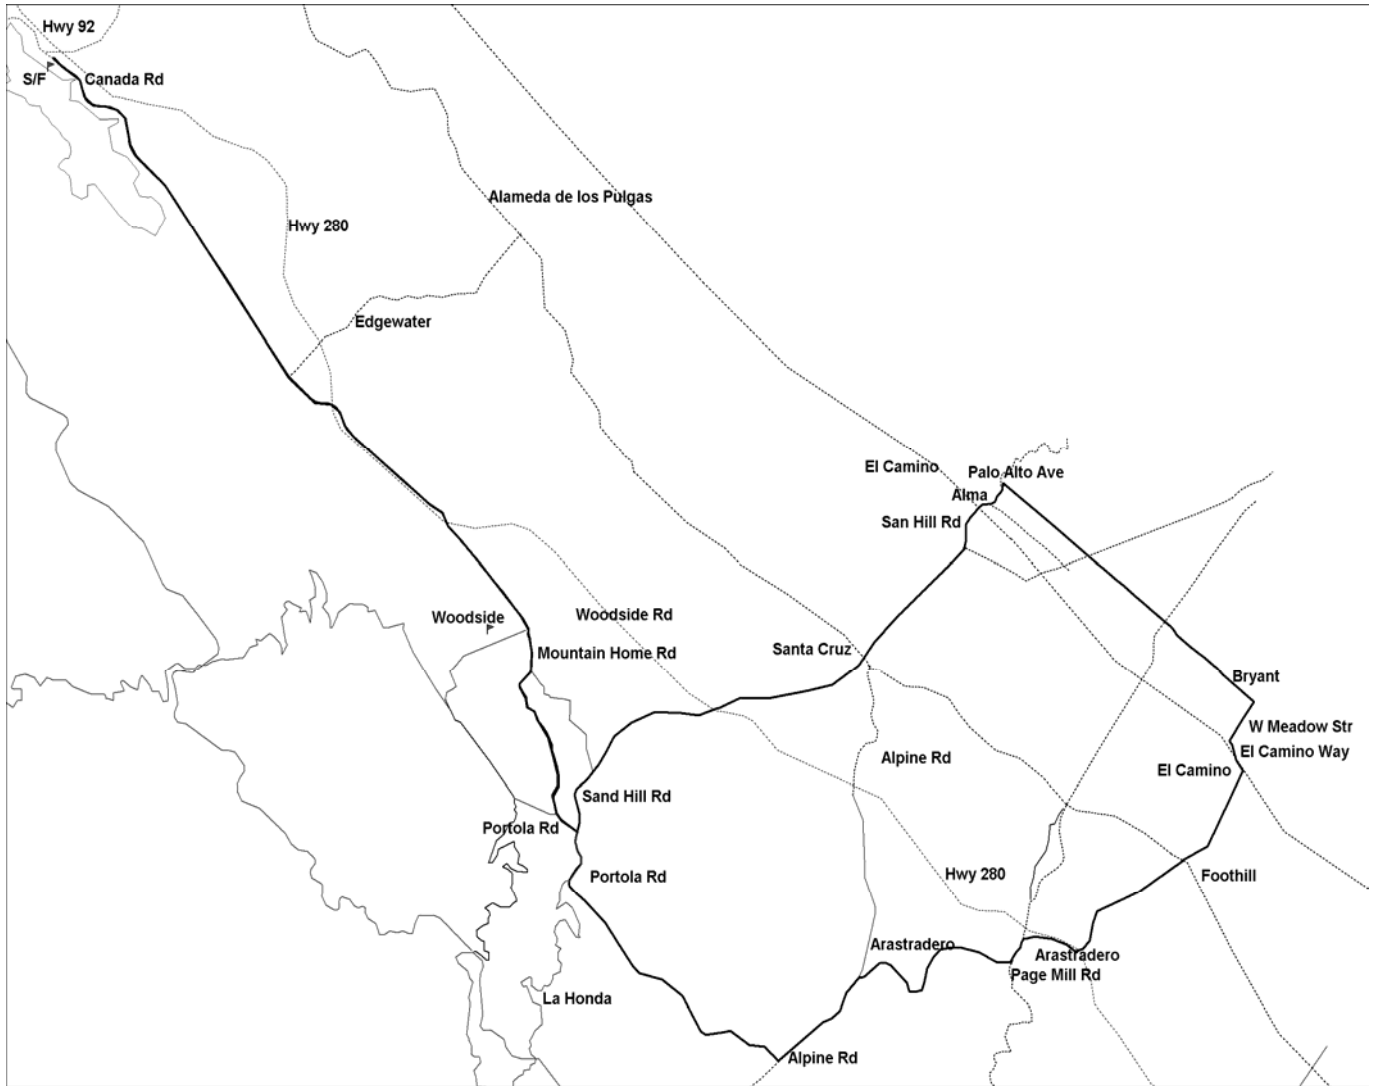 Hwy 92
S/F
Canada Rd
Alameda de los Pulgas
Hwy 280
Edgewater
El Camino
Palo Alto Ave
Alma
San Hill Rd
Woodside
Woodside Rd
Mountain Home Rd
Santa Cruz
Bryant
W Meadow Str
El Camino Way
Alpine Rd
El Camino
Sand Hill Rd
Portola Rd
Portola Rd
Hwy 280
Foothill
Arastradero
Arastradero
Page Mill Rd
La Honda
Alpine Rd